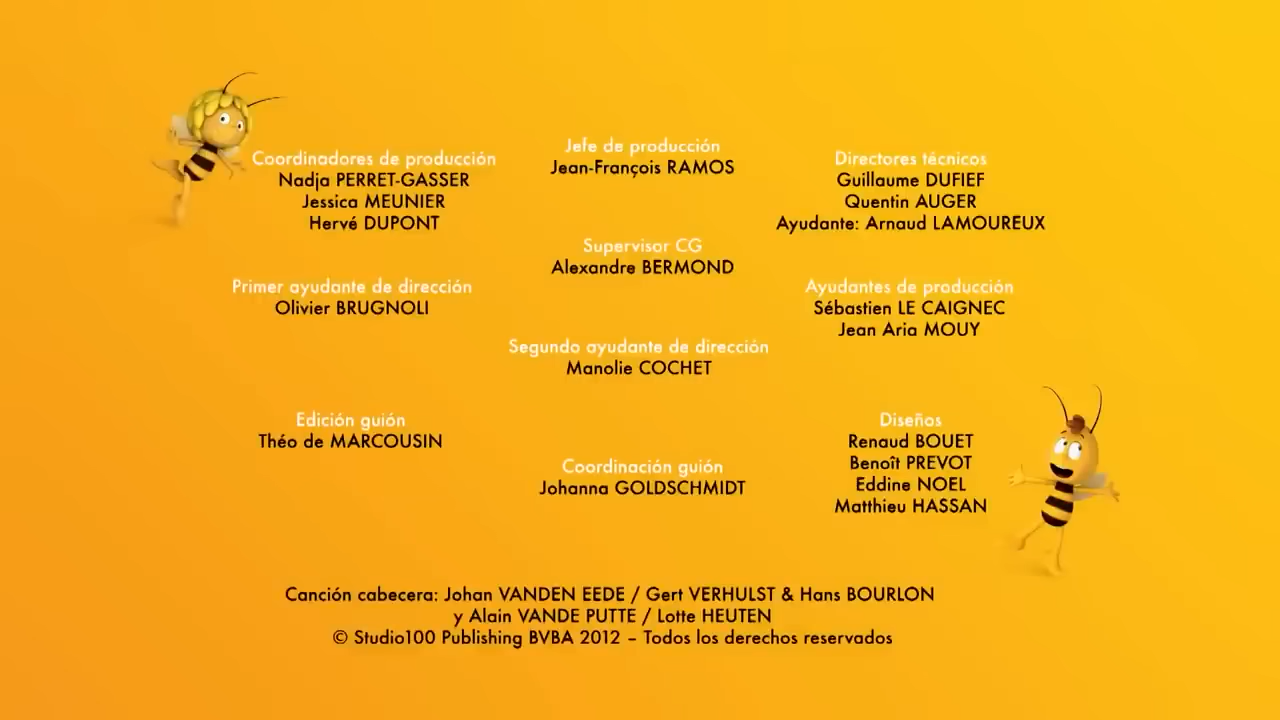 Coordinadores de producción
Nadja PERRET-GASSER
Jessica MEUNIER
Hervé DUPONT
Jefe de producción
Jean-François RAMOS
Directores técnicos
Guillaume DUFIEF
Quentin AUGER
Ayudante: Arnaud LAMOUREUX
Supervisor CG
Alexandre BERMOND
Primer ayudante de dirección
Olivier BRUGNOLI
Ayudantes de producción
Sébastien LE CAIGNEC
Jean Aria MOUY
Segundo ayudante de dirección
Manolie COCHET
Edición guión
Théo de MARCOUSIN
Diseños
Renaud BOUET
Benoît PREVOT
Eddine NOEL
Matthieu HASSAN
Coordinación guión
Johanna GOLDSCHMIDT
Canción cabecera: Johan VANDEN EEDE / Gert VERHULST & Hans BOURLON
y Alain VANDE PUTTE / Lotte HEUTEN
© Studio100 Publishing BVBA 2012 – Todos los derechos reservados